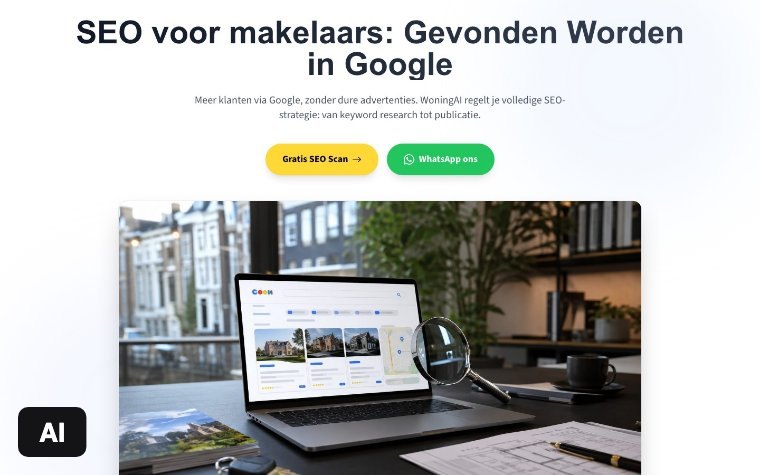 SEO voor makelaars: Gevonden Worden
in Google
Meer klanten via Google, zonder dure advertenties. WoningAI regelt je volledige SEO-
strategie: van keyword research tot publicatie.
Gratis SEO Scan →
WhatsApp ons
AI